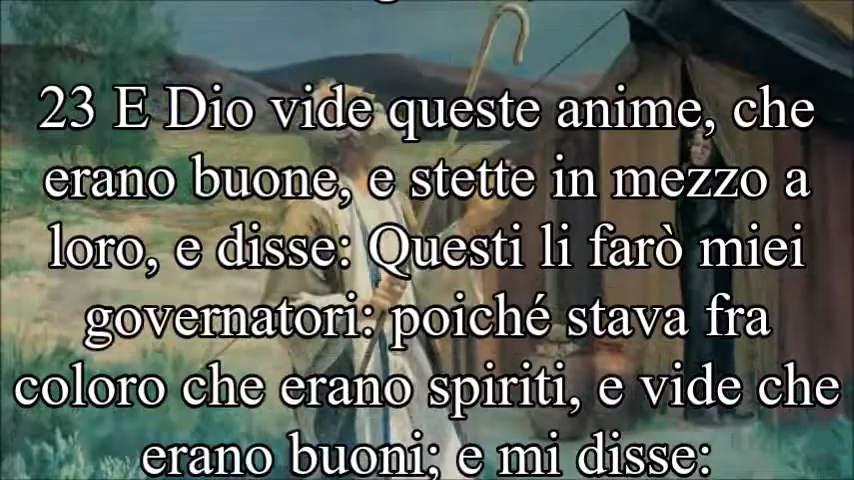 23 E Dio vide queste anime, che
erano buone, e stette in mezzo a
loro, e disse: Questi li farò miei
governatori: poiché stava fra
coloro che erano spiriti, e vide che
erano buoni; e mi disse: